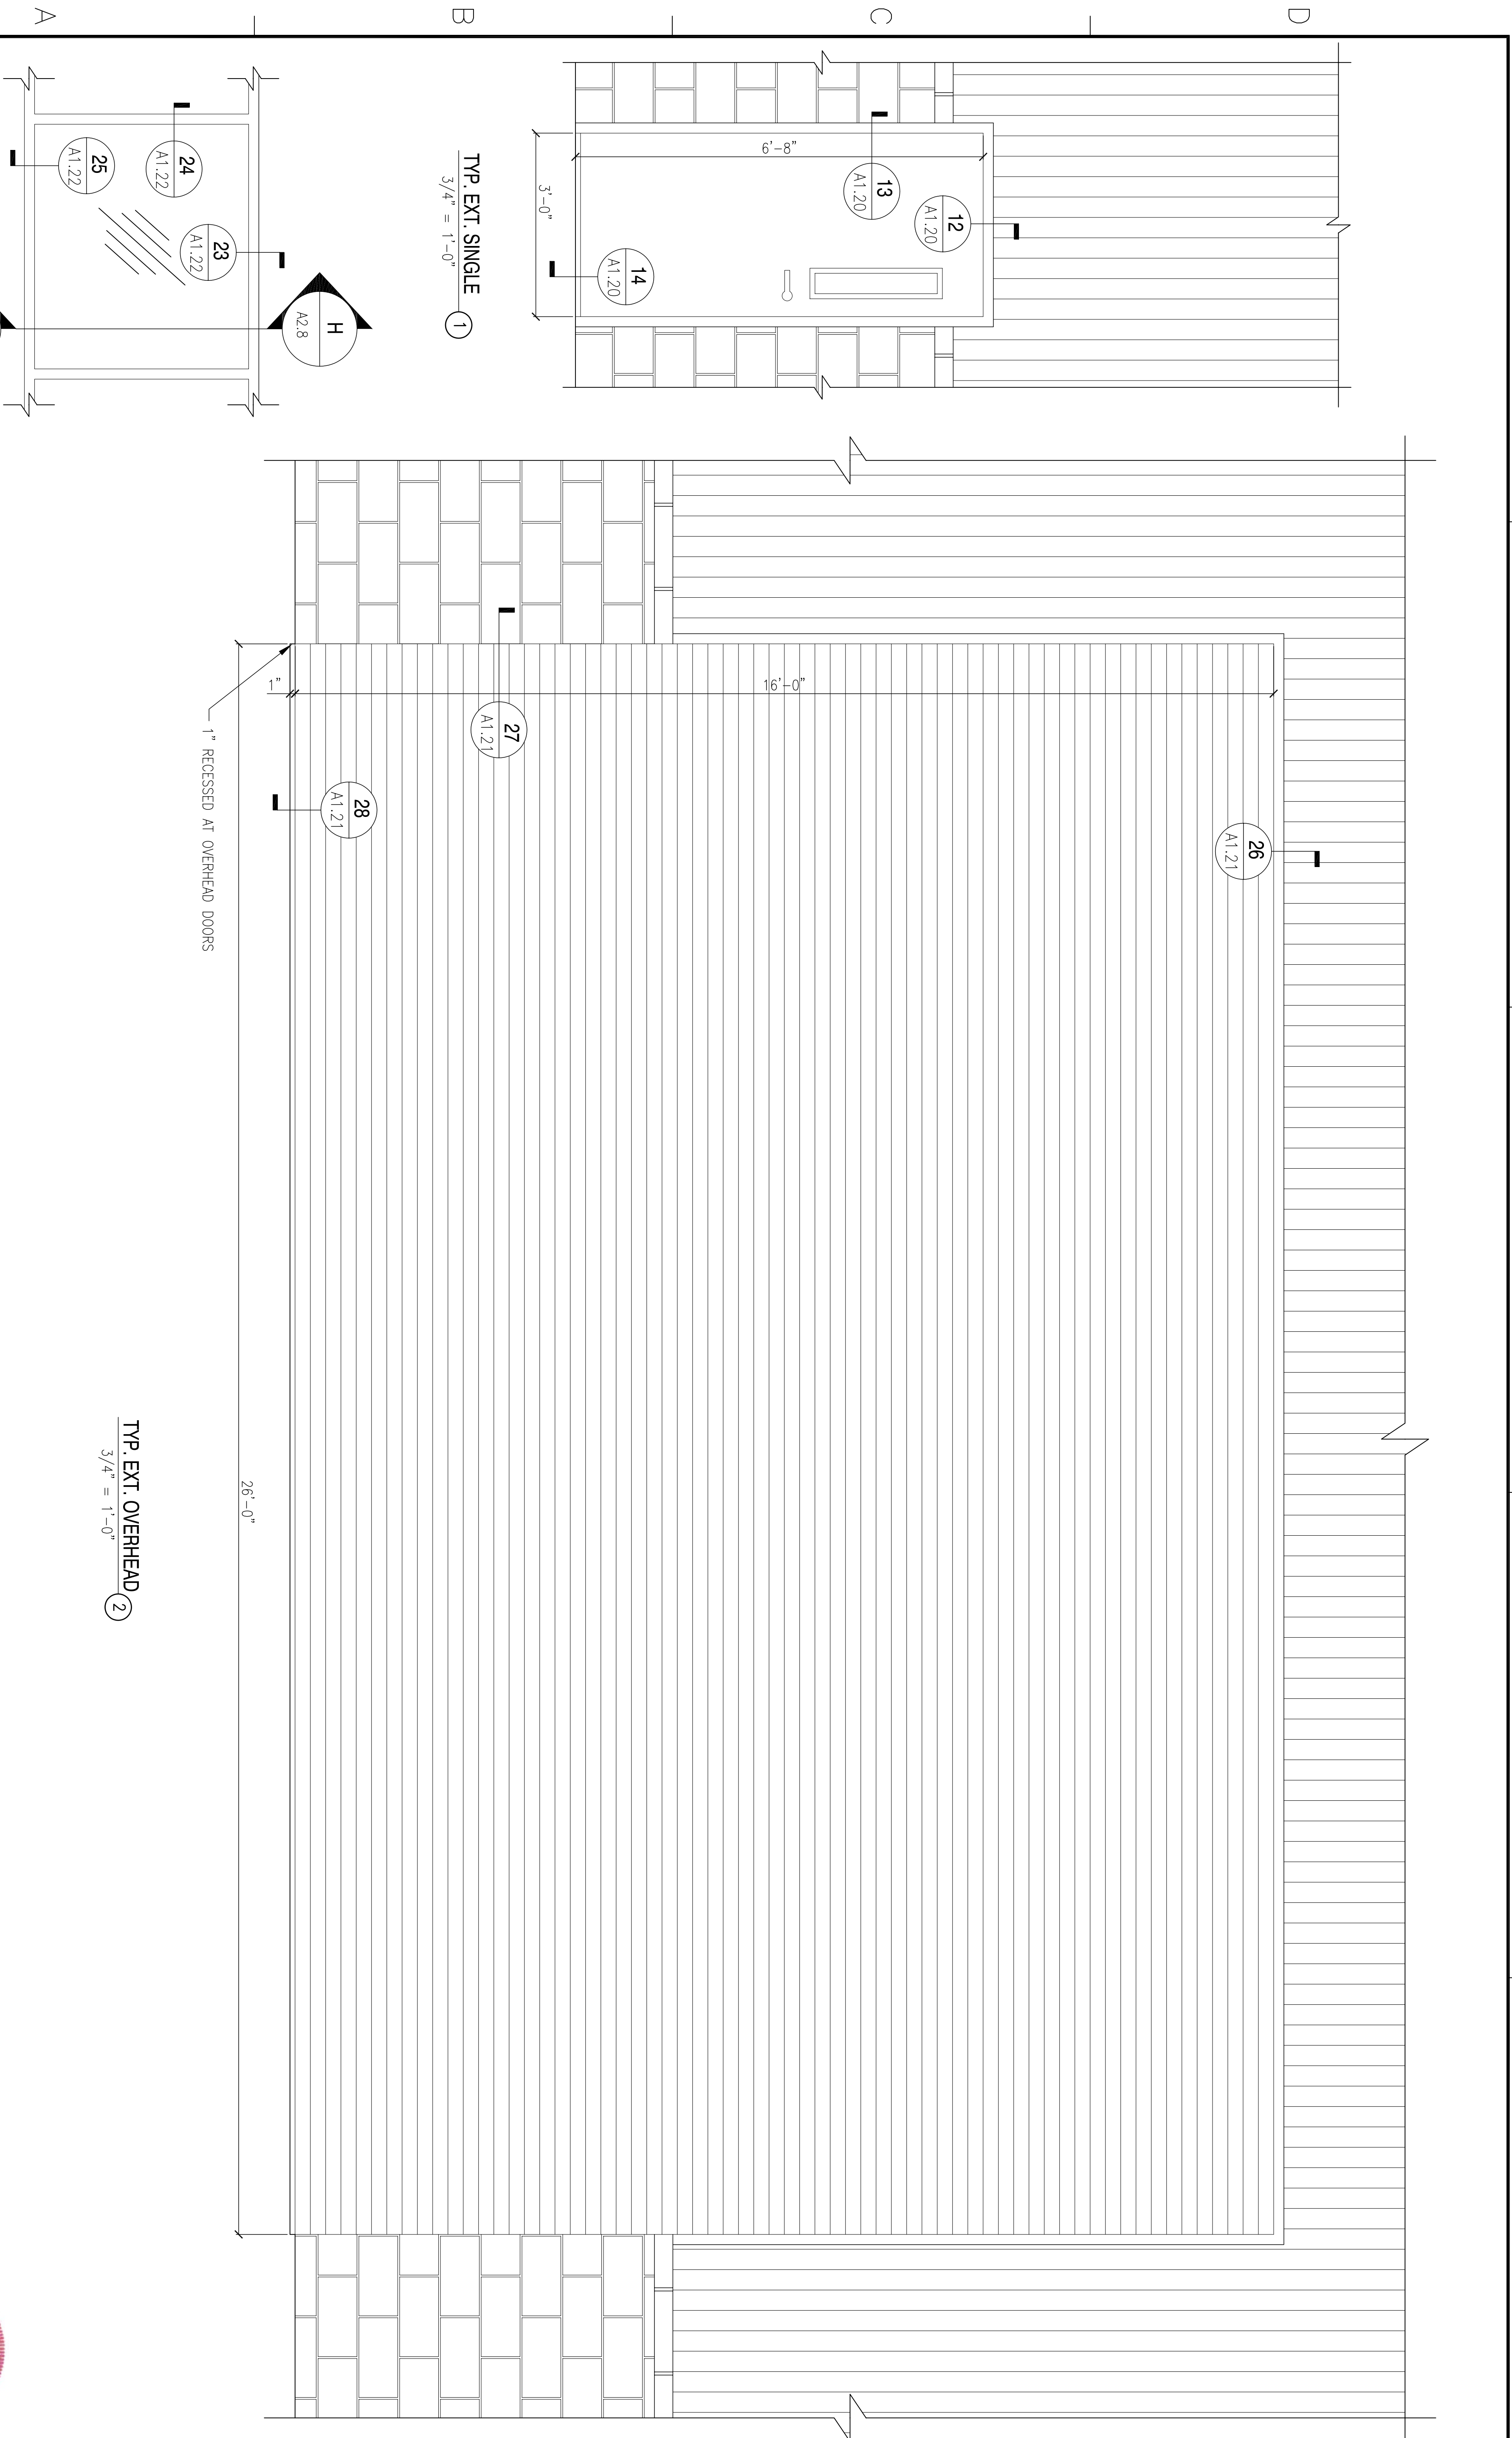 D
C
B
A
6'-8"
3'-0"
12
A1.20
13
A1.20
14
A1.20
TYP. EXT. SINGLE
1
3/4" = 1'-0"
H
A2.8
23
A1.22
24
A1.22
25
A1.22
26
A1.21
16'-0"
27
A1.21
28
A1.21
1"
1" RECESSED AT OVERHEAD DOORS
26'-0"
TYP. EXT. OVERHEAD
2
3/4" = 1'-0"